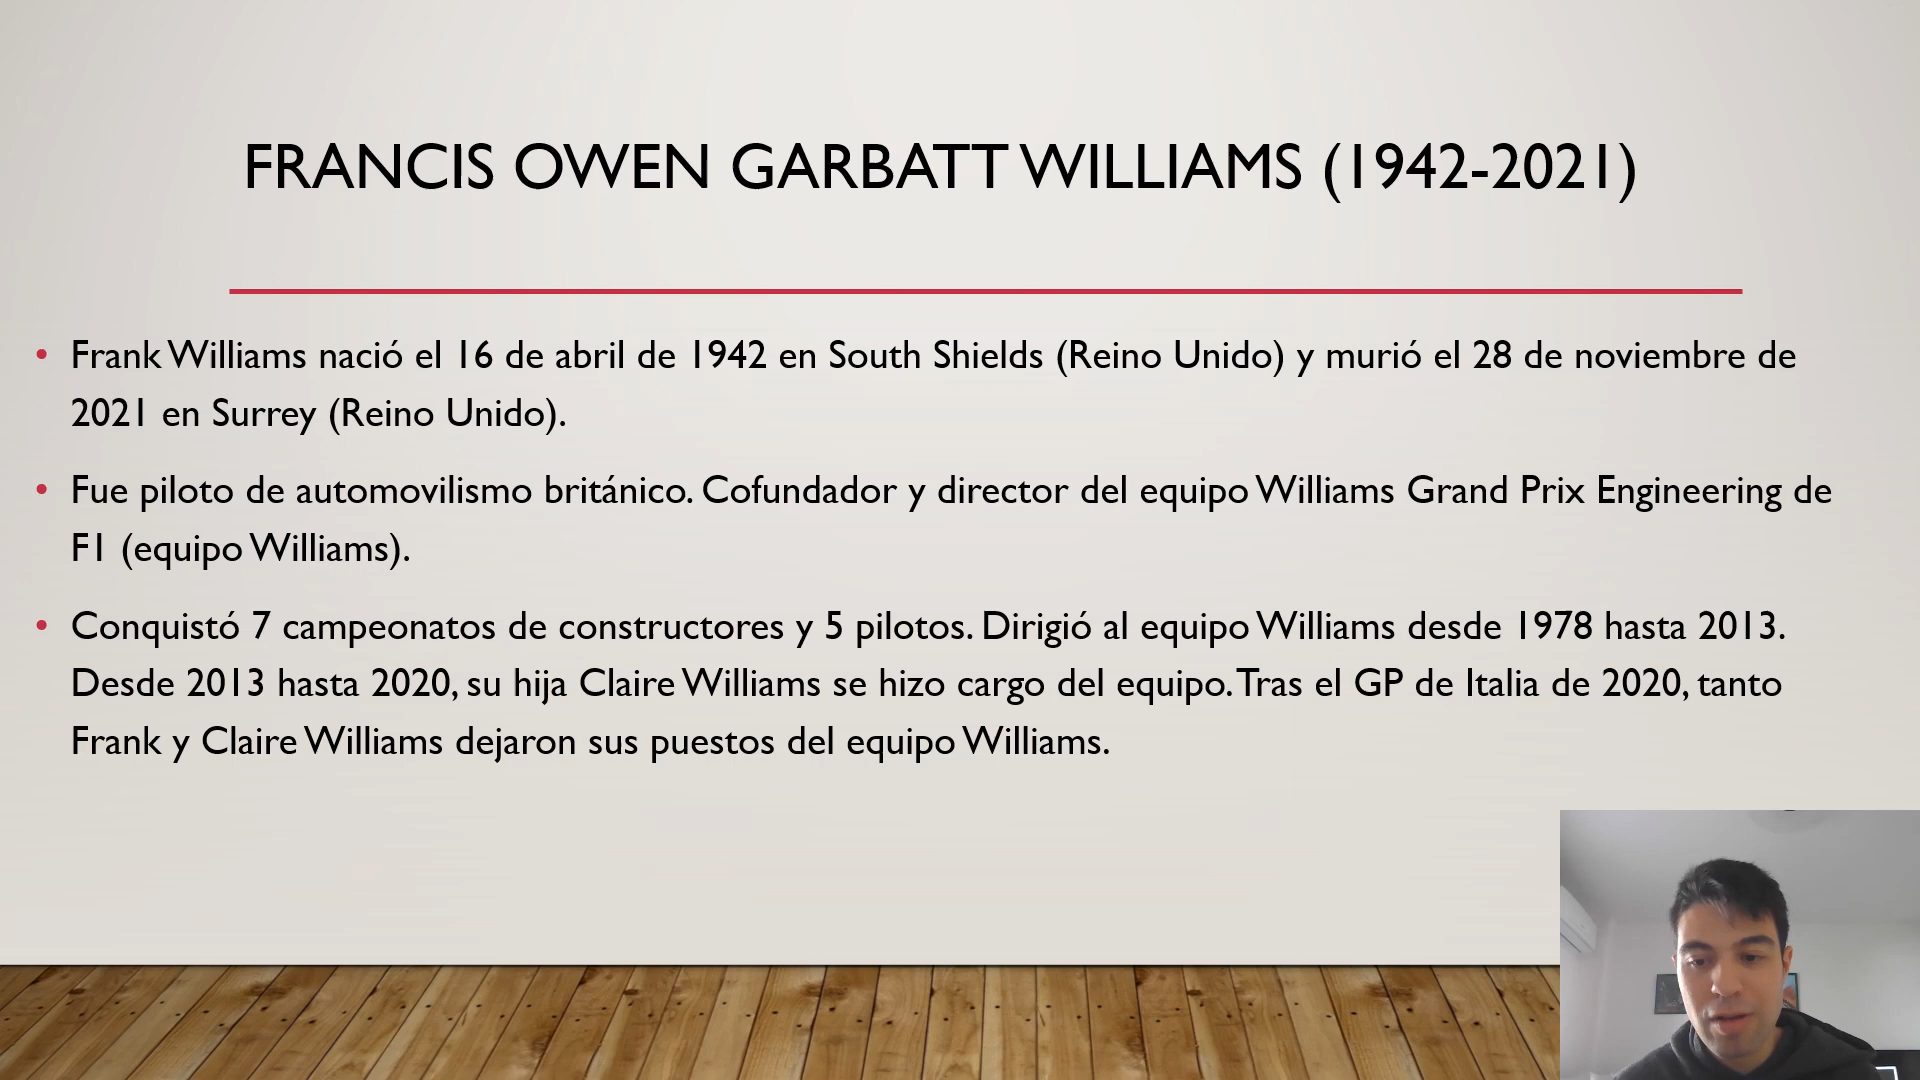 FRANCIS OWEN GARBATT WILLIAMS (1942-2021)
• Frank Williams nació el 16 de abril de 1942 en South Shields (Reino Unido) y murió el 28 de noviembre de
2021 en Surrey (Reino Unido).
• Fue piloto de automovilismo británico. Cofundador y director del equipo Williams Grand Prix Engineering de
F1 (equipo Williams).
• Conquistó 7 campeonatos de constructores y 5 pilotos. Dirigió al equipo Williams desde 1978 hasta 2013.
Desde 2013 hasta 2020, su hija Claire Williams se hizo cargo del equipo. Tras el GP de Italia de 2020, tanto
Frank y Claire Williams dejaron sus puestos del equipo Williams.